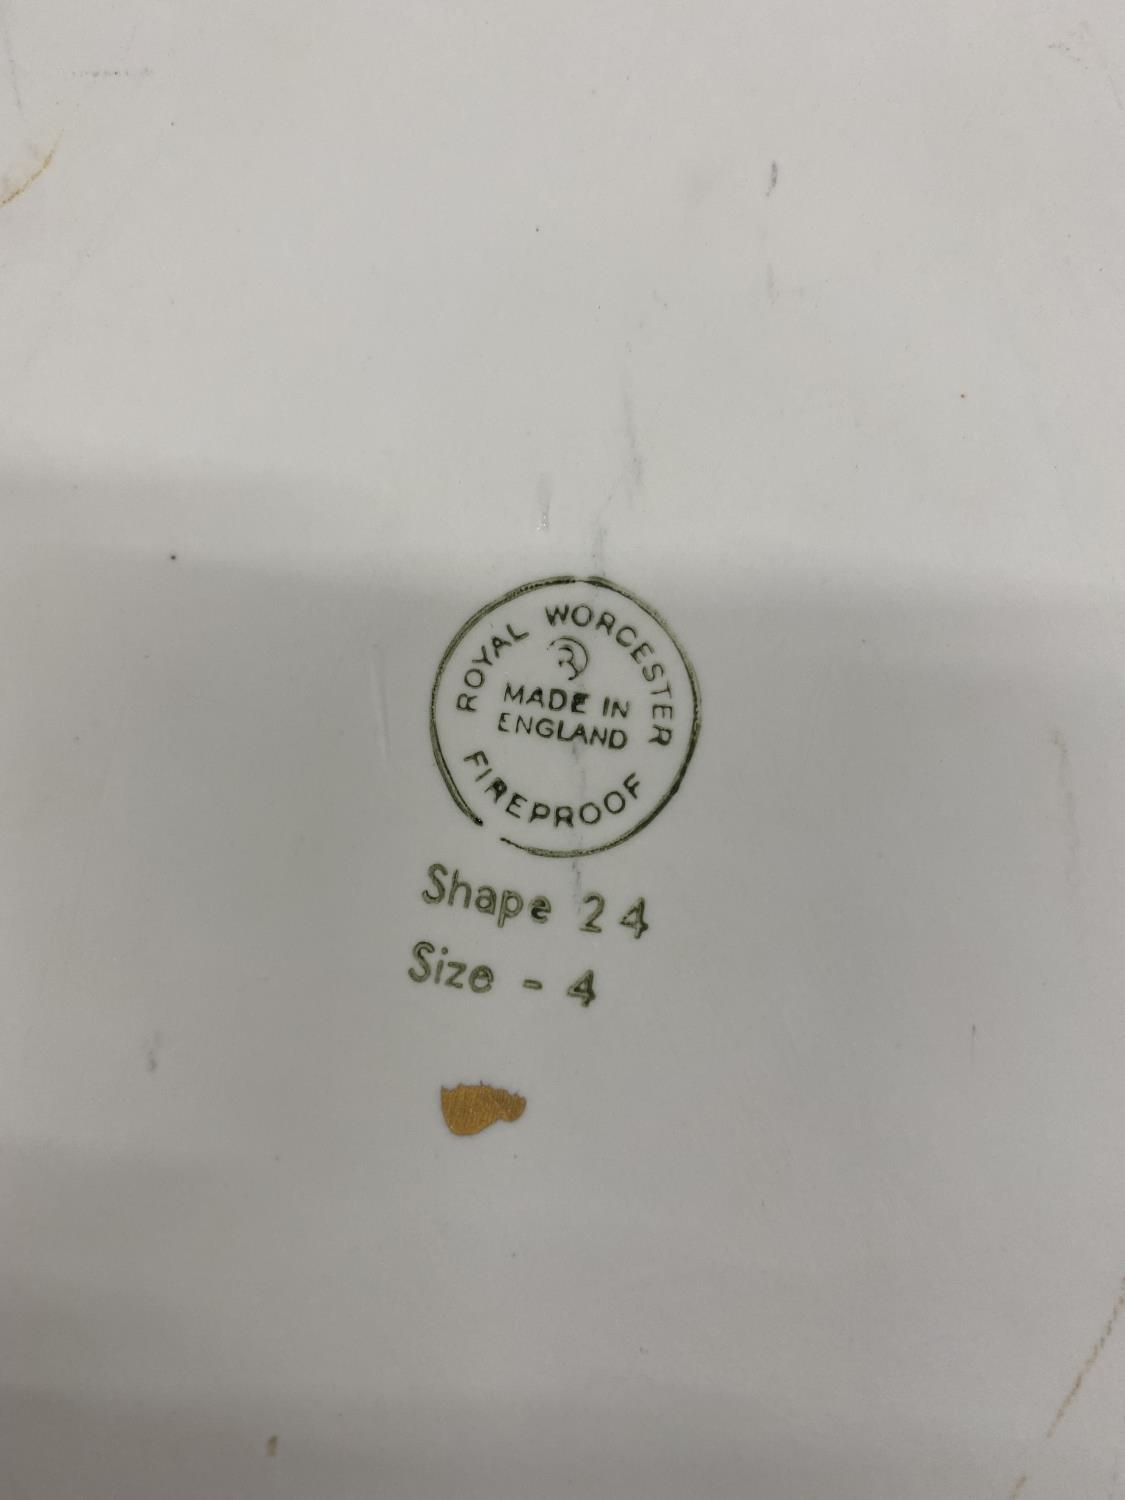 ROYAL WORCESTER
R
MADE IN
ENGLAND
FIREPROOF
Shape 24
Size - 4